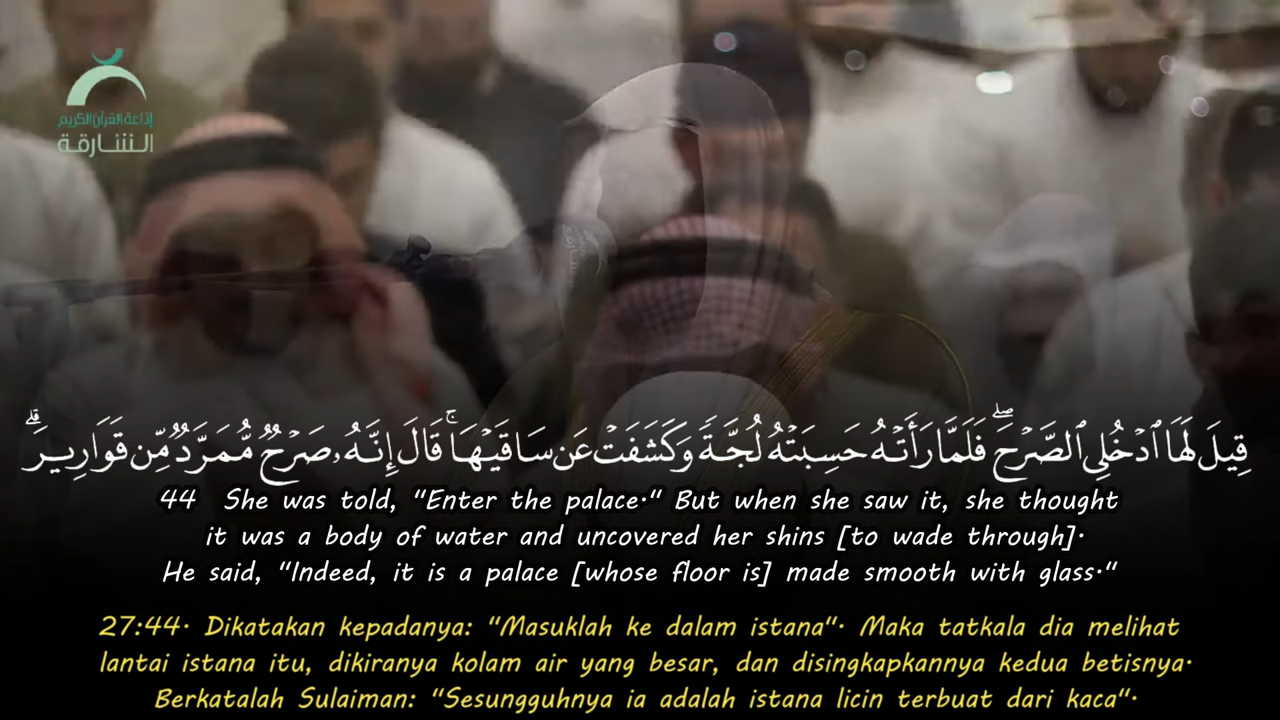 إذاعة القرآن الكريم
الشارقة
قِيلَ لَهَا ٱدْخُلِى ٱلصَّرْحَ ۖ فَلَمَّا رَأَتْهُ حَسِبَتْهُ لُجَّةً وَكَشَفَتْ عَن سَاقَيْهَا ۚ قَالَ إِنَّهُۥ صَرْحٌ مُّمَرَّدٌ مِّن قَوَارِيرَ ۗ
44 She was told, "Enter the palace." But when she saw it, she thought
it was a body of water and uncovered her shins [to wade through].
He said, "Indeed, it is a palace [whose floor is] made smooth with glass."
27:44. Dikatakan kepadanya: "Masuklah ke dalam istana". Maka tatkala dia melihat
lantai istana itu, dikiranya kolam air yang besar, dan disingkapkannya kedua betisnya.
Berkatalah Sulaiman: "Sesungguhnya ia adalah istana licin terbuat dari kaca".